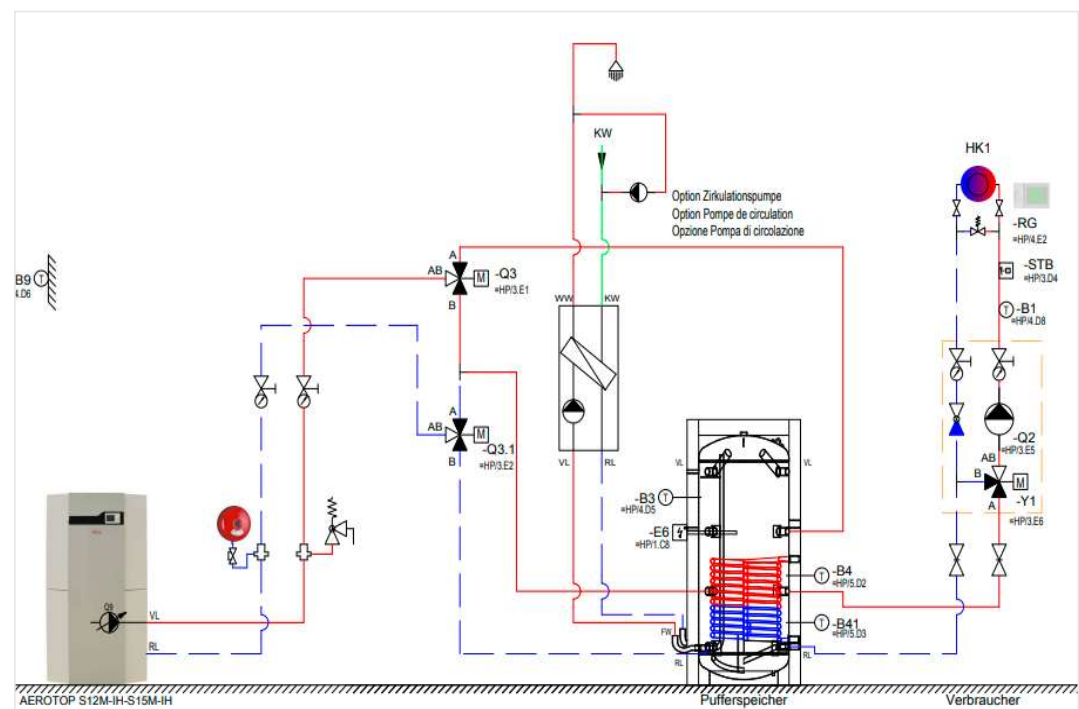 KW
HK1
Option Zirkulationspumpe
Option Pompe de circulation
Opzione Pompa di circolazione
-RG
=HP/4.E2
-STB
=HP/3.D4
A
AB
M
-Q3
=HP/3.E1
B
B9
T
4.D6
WW
KW
T
-B1
=HP/4.D8
A
AB
M
-Q3.1
=HP/3.E2
B
-Q2
=HP/3.E5
AB
B
M
-Y1
A
=HP/3.E6
VL
RL
VL
VL
-B3
T
=HP/4.D5
-E6
=HP/1.C8
T
-B4
=HP/5.D2
T
-B41
=HP/5.D3
Q9
VL
RL
FW
RL
RL
AEROTOP S12M-IH-S15M-IH
Pufferspeicher
Verbraucher